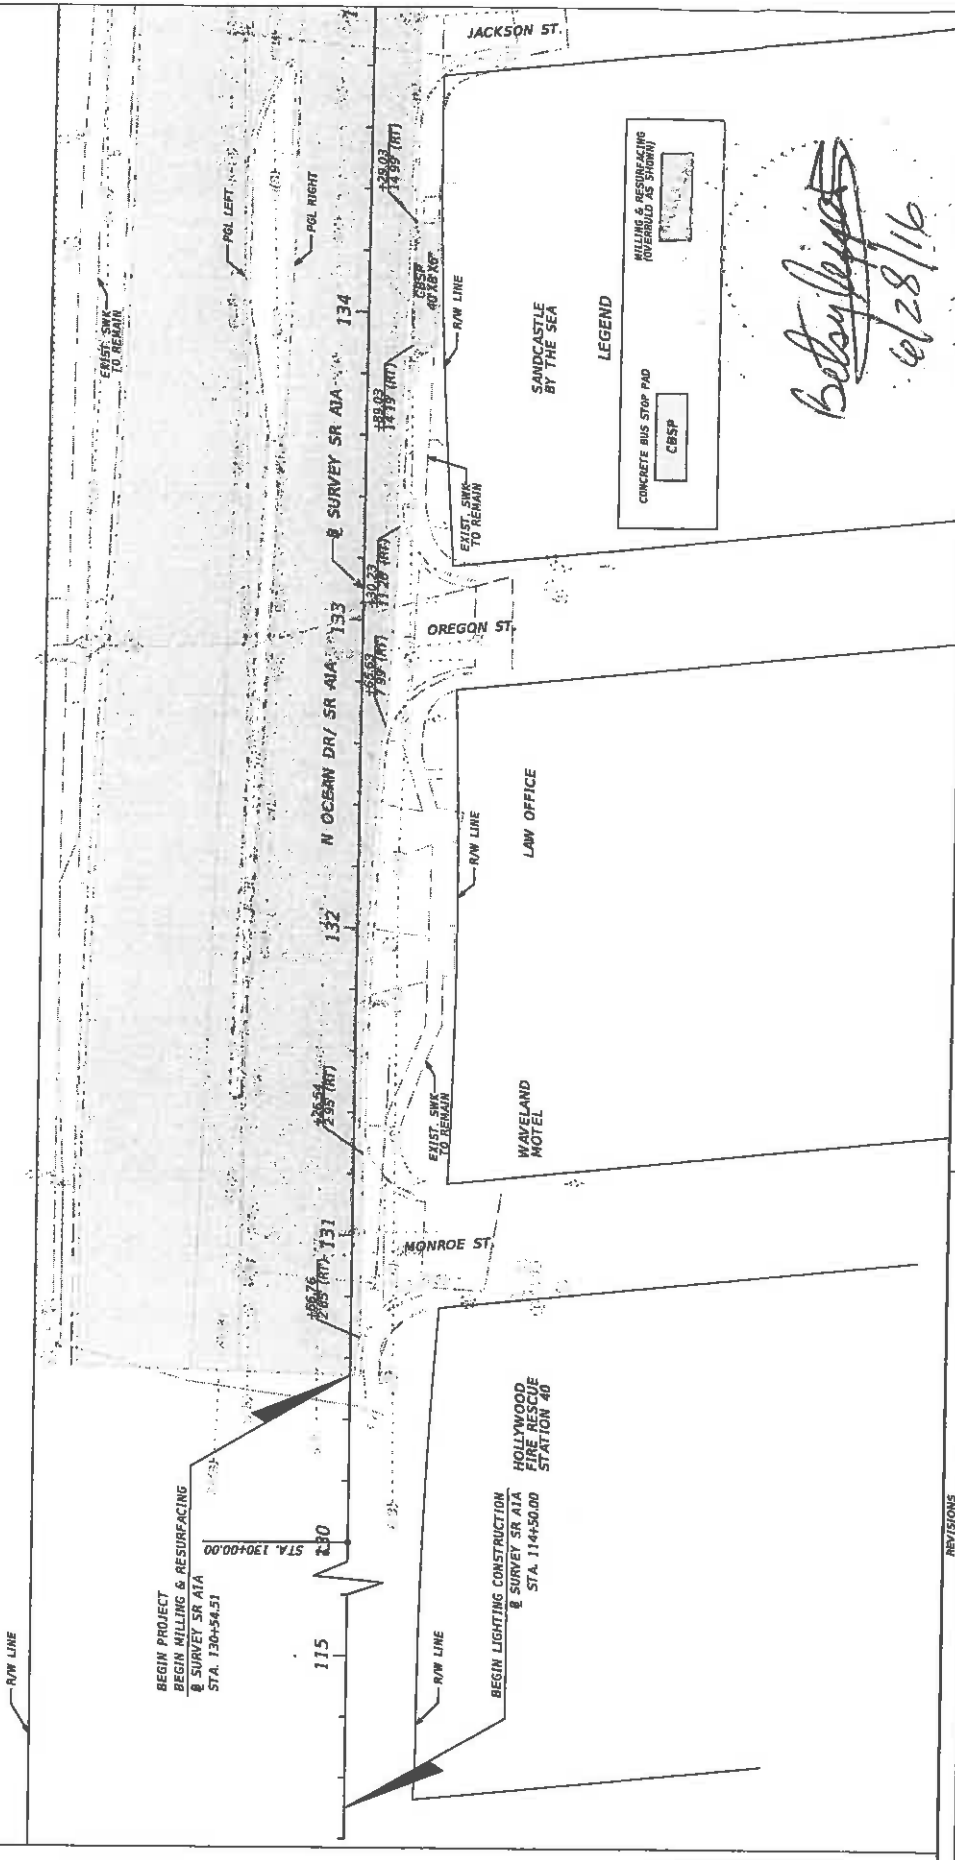 R/W LINE
BEGIN PROJECT
BEGIN MILLING & RESURFACING
℄ SURVEY SR A1A
STA. 130+54.51
STA. 130+00.00
115
130
131
132
133
134
+66.76
2.85' (RT)
+26.54
2.95' (RT)
N OCEAN DR/ SR A1A
℄ SURVEY SR A1A
+65.63
7.99' (RT)
+30.23
11.28' (RT)
+89.03
14.19' (RT)
+29.03
14.99' (RT)
EXIST. SWK
TO REMAIN
PGL LEFT
PGL RIGHT
CBSP
40'X8'X6"
R/W LINE
BEGIN LIGHTING CONSTRUCTION
℄ SURVEY SR A1A
STA. 114+50.00
R/W LINE
HOLLYWOOD
FIRE RESCUE
STATION 40
MONROE ST.
EXIST. SWK
TO REMAIN
WAVELAND
MOTEL
R/W LINE
LAW OFFICE
OREGON ST.
EXIST. SWK
TO REMAIN
SANDCASTLE
BY THE SEA
JACKSON ST.
LEGEND
CONCRETE BUS STOP PAD
CBSP
MILLING & RESURFACING
(OVERBUILD AS SHOWN)
Betsy
6/28/16
REVISIONS